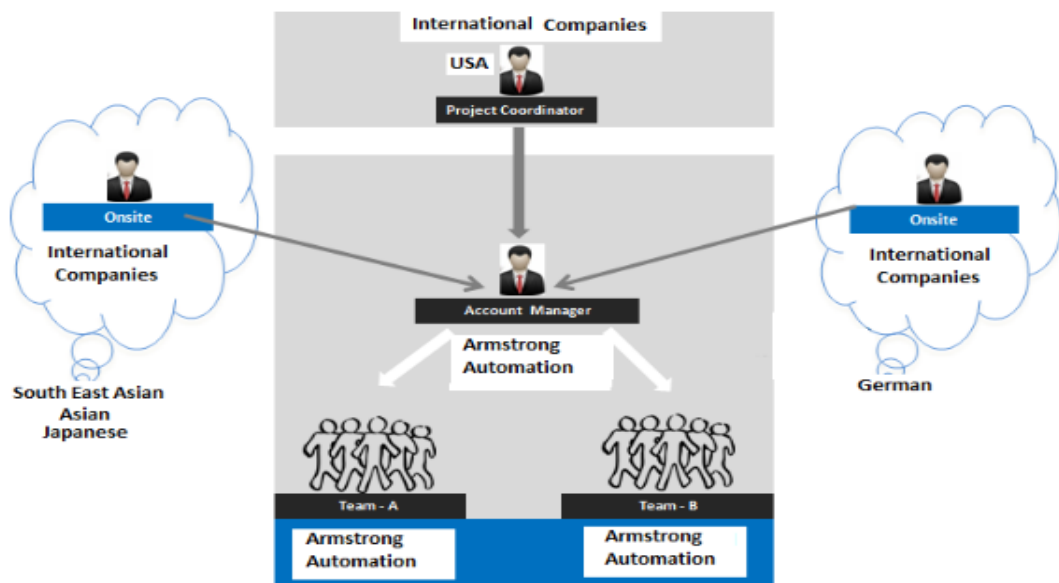 International Companies
USA
Project Coordinator
Onsite
International
Companies
South East Asian
Asian
Japanese
Onsite
International
Companies
German
Account Manager
Armstrong
Automation
Team - A
Armstrong
Automation
Team - B
Armstrong
Automation